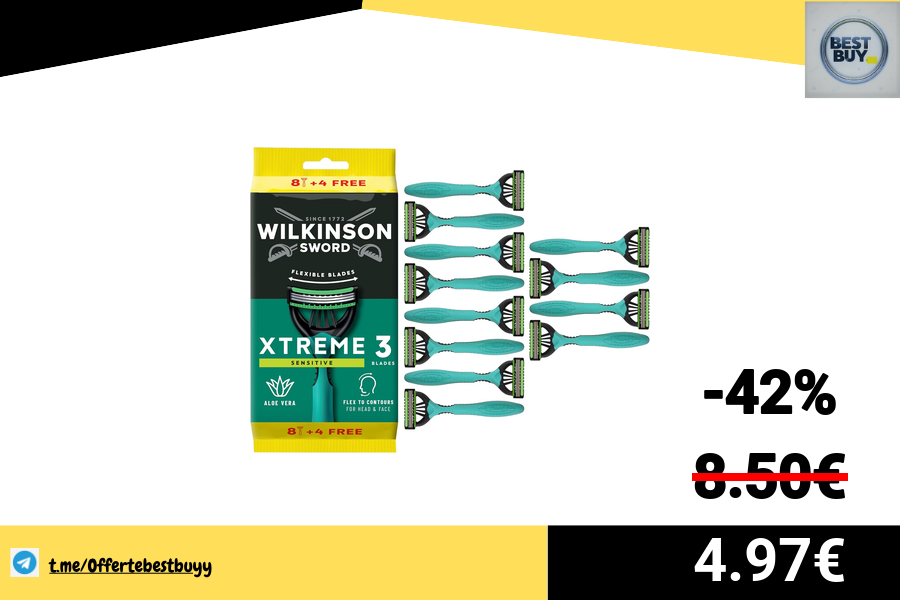 BEST
BUY
8 +4 FREE
SINCE 1772
WILKINSON
SWORD
FLEXIBLE BLADES
XTREME 3
SENSITIVE
BLADES
ALOE VERA
FLEX TO CONTOURS
FOR HEAD & FACE
8 +4 FREE
-42%
8.50€
4.97€
t.me/Offertebestbuyy